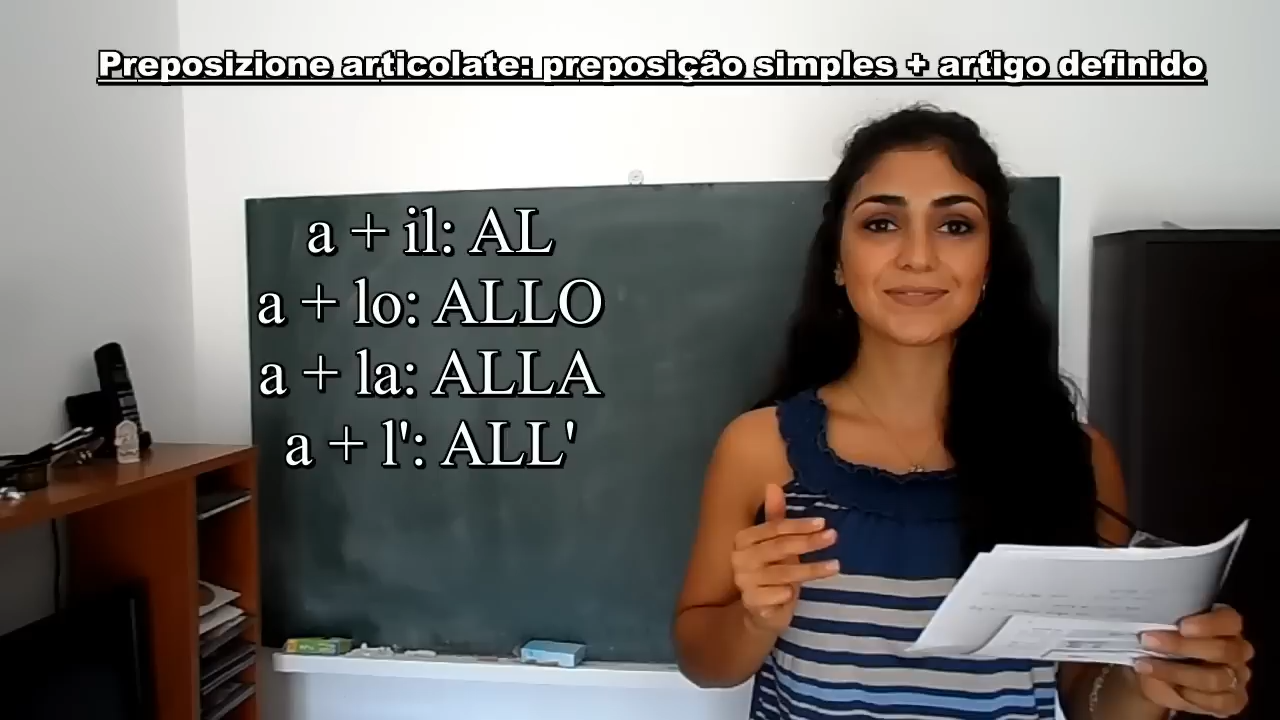 Preposizione articolate: preposição simples + artigo definido
a + il: AL
a + lo: ALLO
a + la: ALLA
a + l': ALL'